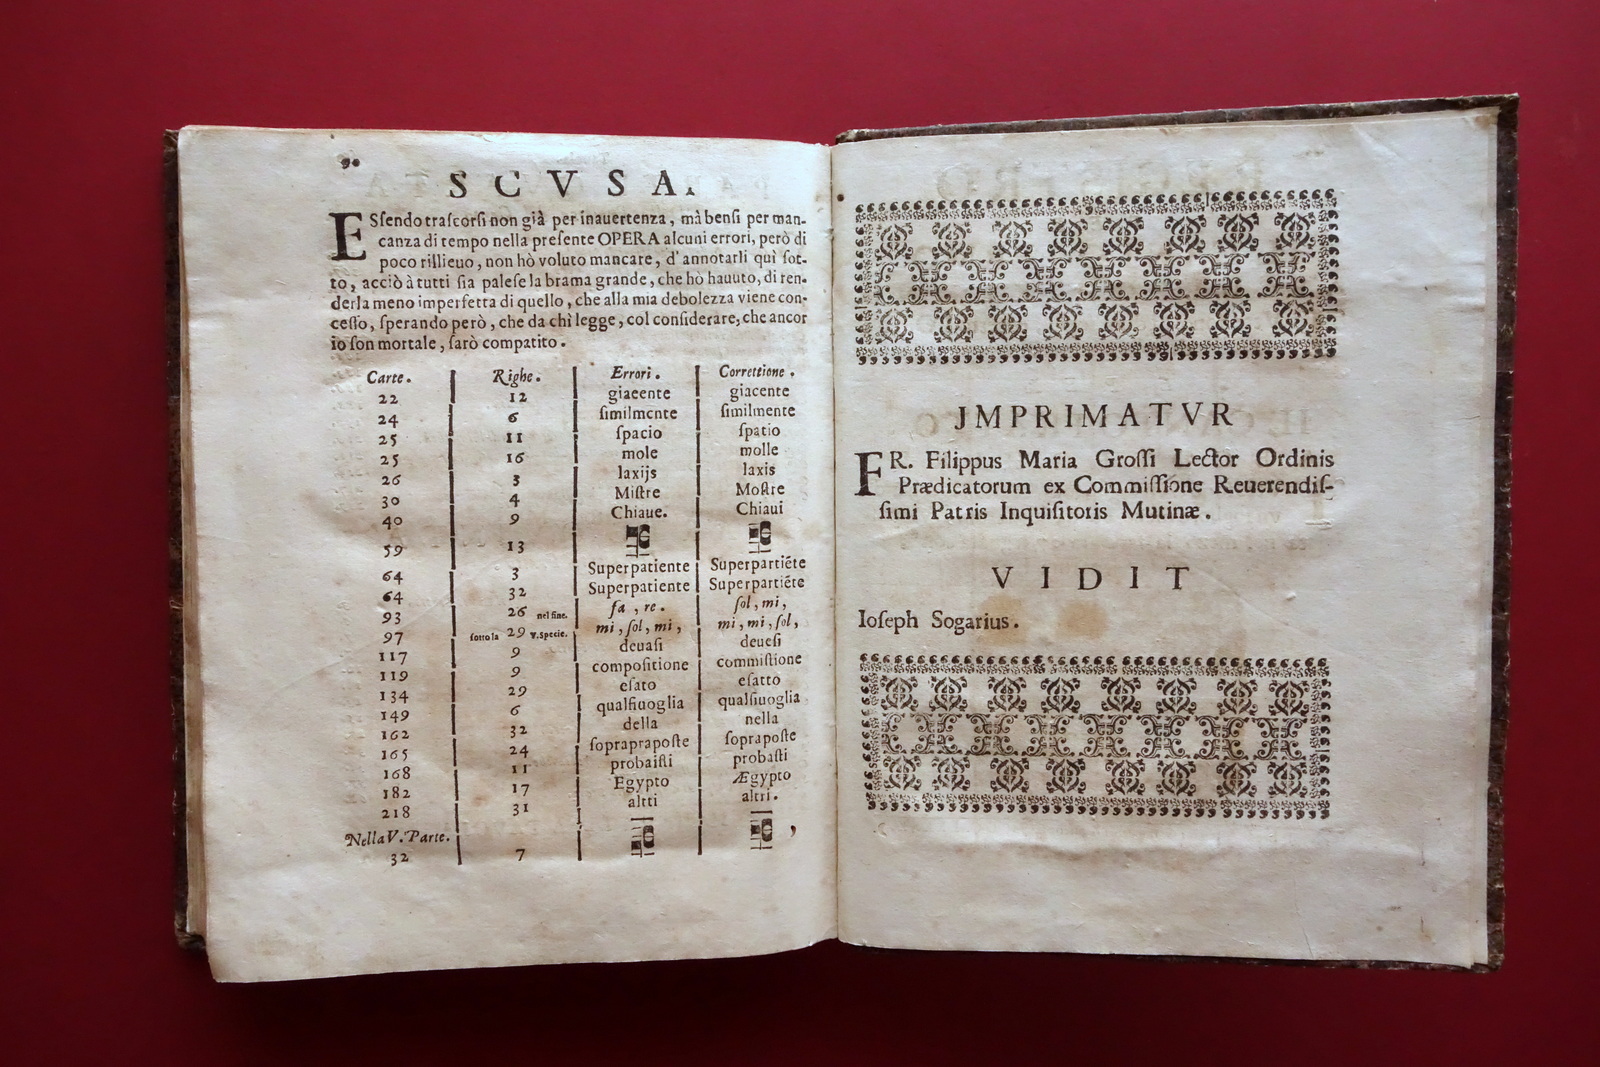 SCVSA.
ESsendo trascorsi non già per inauertenza, mà bensi per man-
canza di tempo nella presente OPERA alcuni errori, però di
poco rillieuo, non hò voluto mancare, d'annotarli quì sot-
to, acciò à tutti sia palese la brama grande, che hò hauuto, di ren-
derla meno imperfetta di quello, che alla mia debolezza viene con-
cesso, sperando però, che da chì legge, col considerare, che ancor
io son mortale, sarò compatito.
Carte. Righe. Errori. Correttione.
22 12 giaeente giacente
24 6 similmcnte similmente
25 11 spacio spatio
25 16 mole molle
26 3 laxijs laxis
30 4 Mistre Mostre
40 9 Chiaue. Chiaui
59 13
64 3 Superpatiente Superpartiẽte
64 32 Superpatiente Superpartiẽte
93 26 nel fine. fa, re. sol, mi,
97 sotto la 29 V. Specie. mi, sol, mi, mi, mi, sol,
117 9 deuasi deuesi
119 9 compositione commistione
134 29 esato esatto
149 6 qualsiuoglia qualsiuoglia
162 32 della nella
165 24 soprapraposte sopraposte
168 11 probaisti probasti
182 17 Egypto Ægypto
218 31 altti altri.
Nella V. Parte.
32 7
JMPRIMATVR
FR. Filippus Maria Grossi Lector Ordinis
Prædicatorum ex Commissione Reuerendis-
simi Patris Inquisitoris Mutinæ.
VIDIT
Ioseph Sogarius.